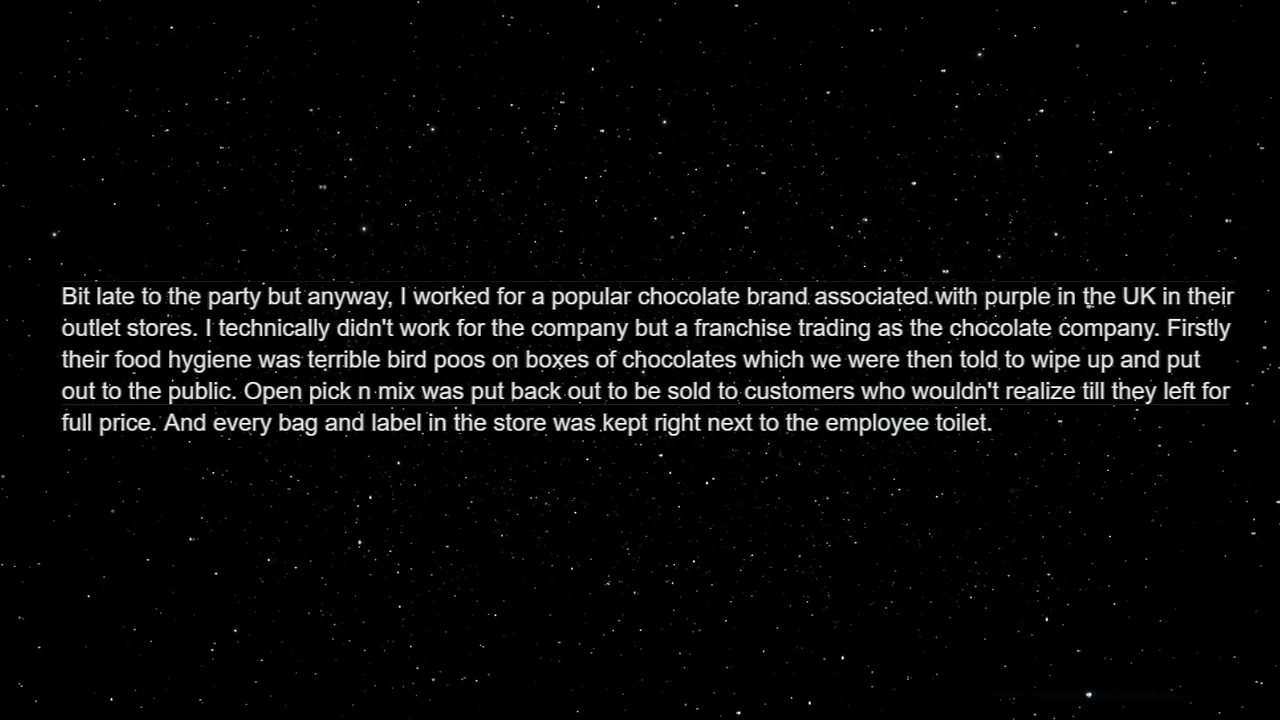 Bit late to the party but anyway, I worked for a popular chocolate brand associated with purple in the UK in their
outlet stores. I technically didn't work for the company but a franchise trading as the chocolate company. Firstly
their food hygiene was terrible bird poos on boxes of chocolates which we were then told to wipe up and put
out to the public. Open pick n mix was put back out to be sold to customers who wouldn't realize till they left for
full price. And every bag and label in the store was kept right next to the employee toilet.